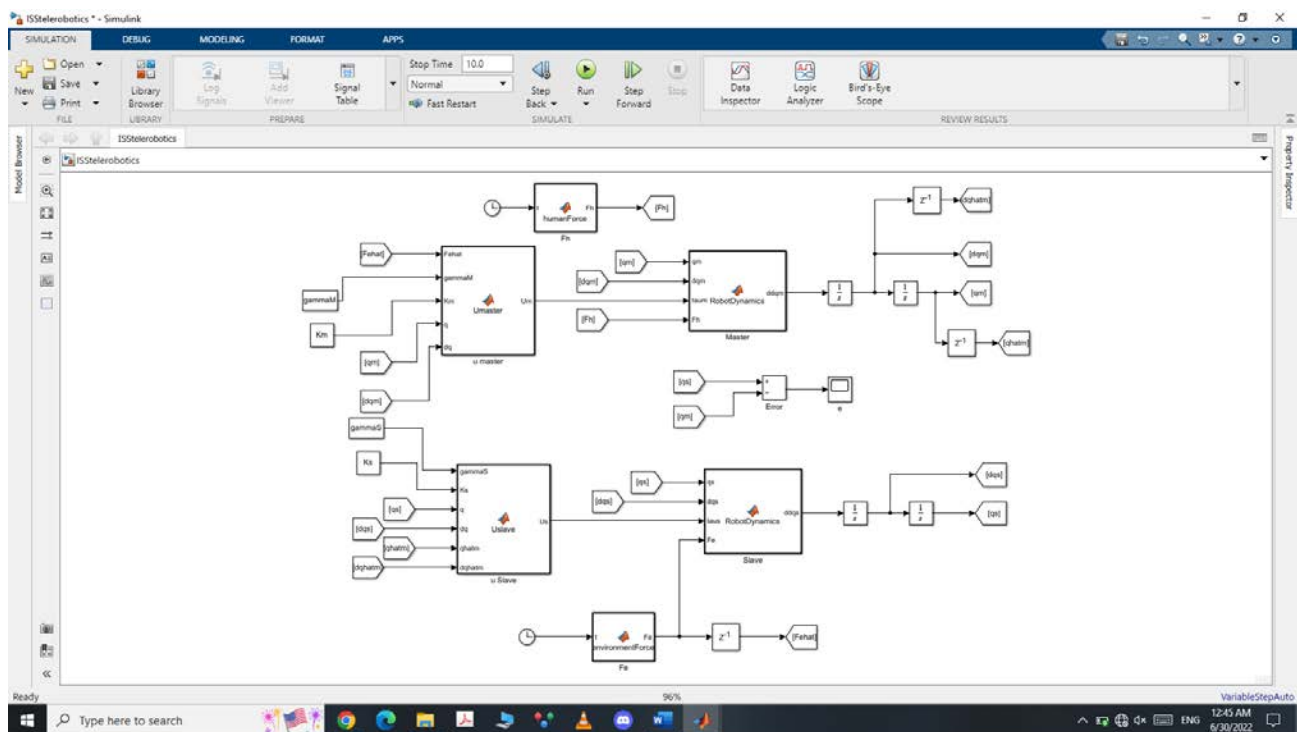 ISStelerobotics * - Simulink
SIMULATION DEBUG MODELING FORMAT APPS
New
Open
Save
Print
FILE
Library Browser
LIBRARY
Log Signals
Add Viewer
Signal Table
PREPARE
Stop Time 10.0
Normal
Fast Restart
Step Back
Run
Step Forward
Stop
SIMULATE
Data Inspector
Logic Analyzer
Bird's-Eye Scope
REVIEW RESULTS
Model Browser
Property Inspector
ISStelerobotics
ISStelerobotics
t humanForce Fh
Fh
[Fh]
Z-1
[dqhatm]
[Fehat]
gammaM
Km
[qm]
[dqm]
Fehat
gammaM
Km
q
dq
Umaster
Um
u master
[qm]
[dqm]
[Fh]
qm
dqm
taum
Fh
RobotDynamics
ddqm
Master
1
s
1
s
[dqm]
[qm]
Z-1
[qhatm]
[qs]
[qm]
+
−
Error
e
gammaS
Ks
[qs]
[dqs]
[qhatm]
[dqhatm]
gammaS
Ks
q
dq
qhatm
dqhatm
Uslave
Us
u Slave
[qs]
[dqs]
qs
dqs
taus
Fe
RobotDynamics
ddqs
Slave
1
s
1
s
[dqs]
[qs]
t environmentForce Fe
Fe
Z-1
[Fehat]
Ready
96%
VariableStepAuto
Type here to search
ENG
12:45 AM
6/30/2022